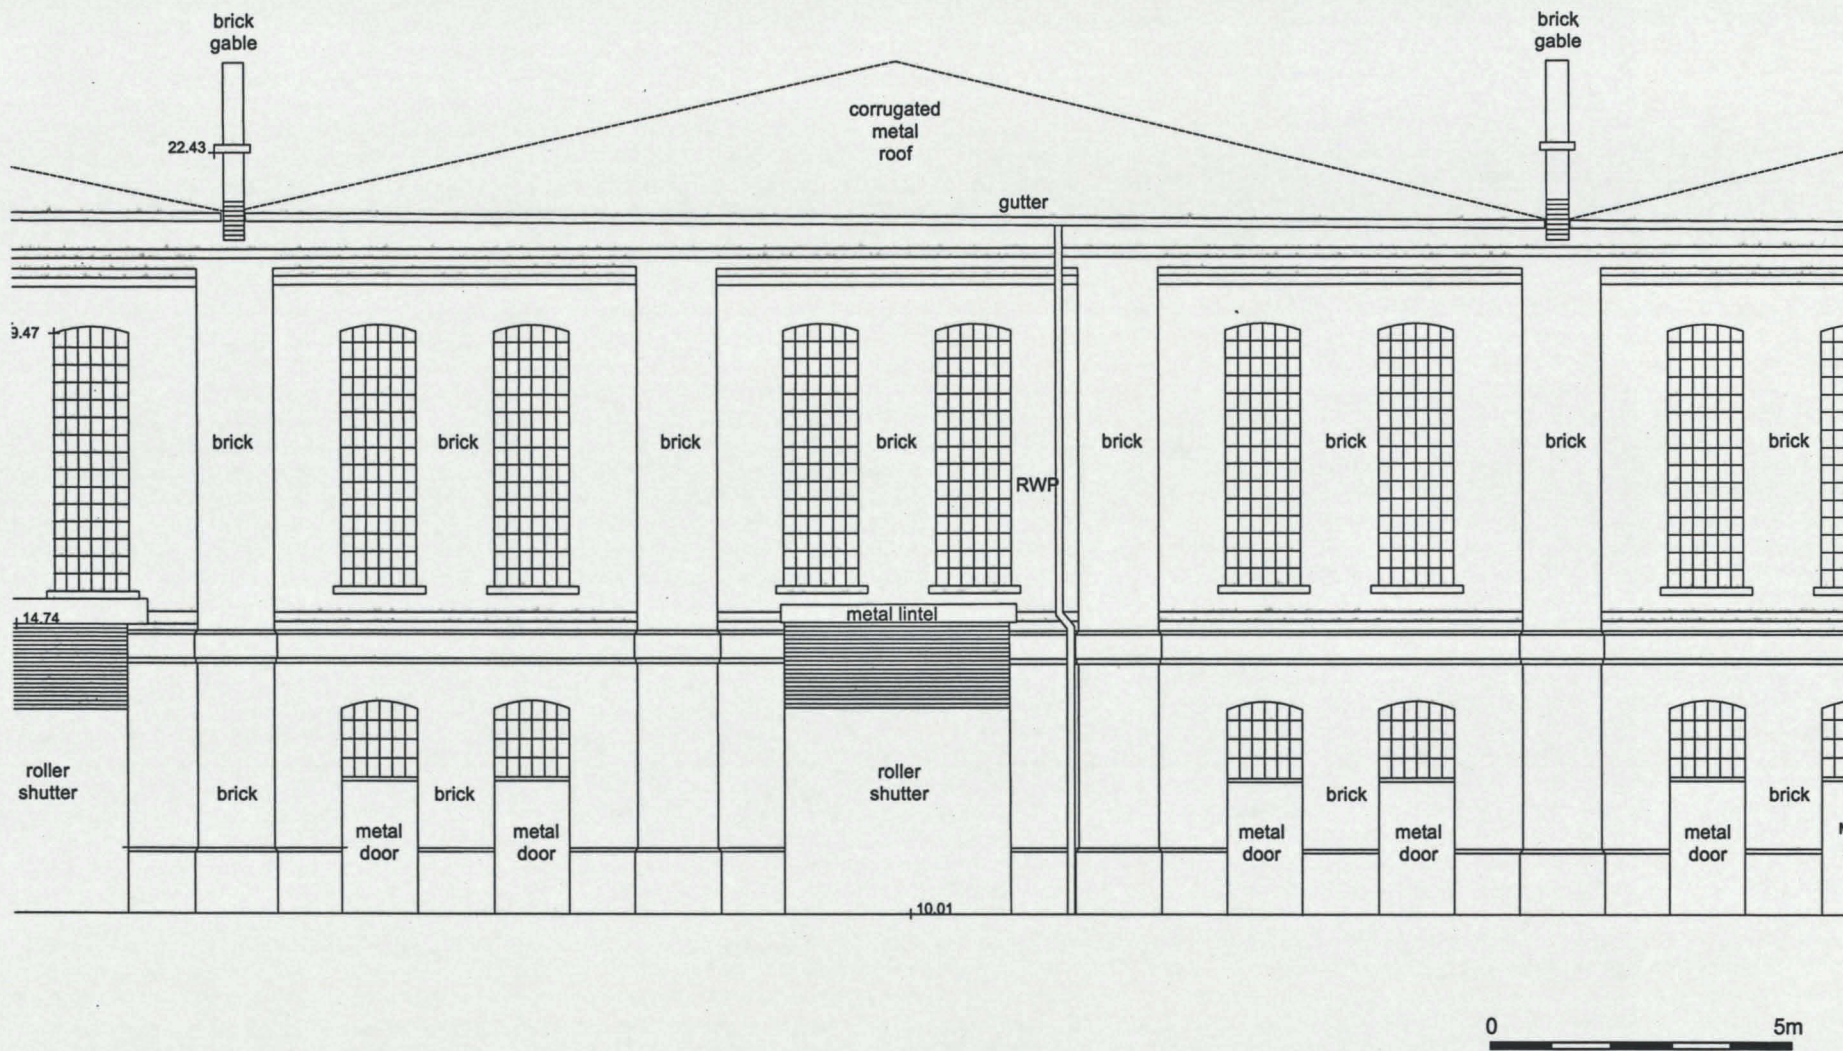 brick
gable
brick
gable
corrugated
metal
roof
22.43
gutter
9.47
brick
brick
brick
brick
brick
brick
brick
brick
RWP
14.74
metal lintel
roller
shutter
brick
brick
roller
shutter
brick
brick
metal
door
metal
door
metal
door
metal
door
metal
door
10.01
0 5m